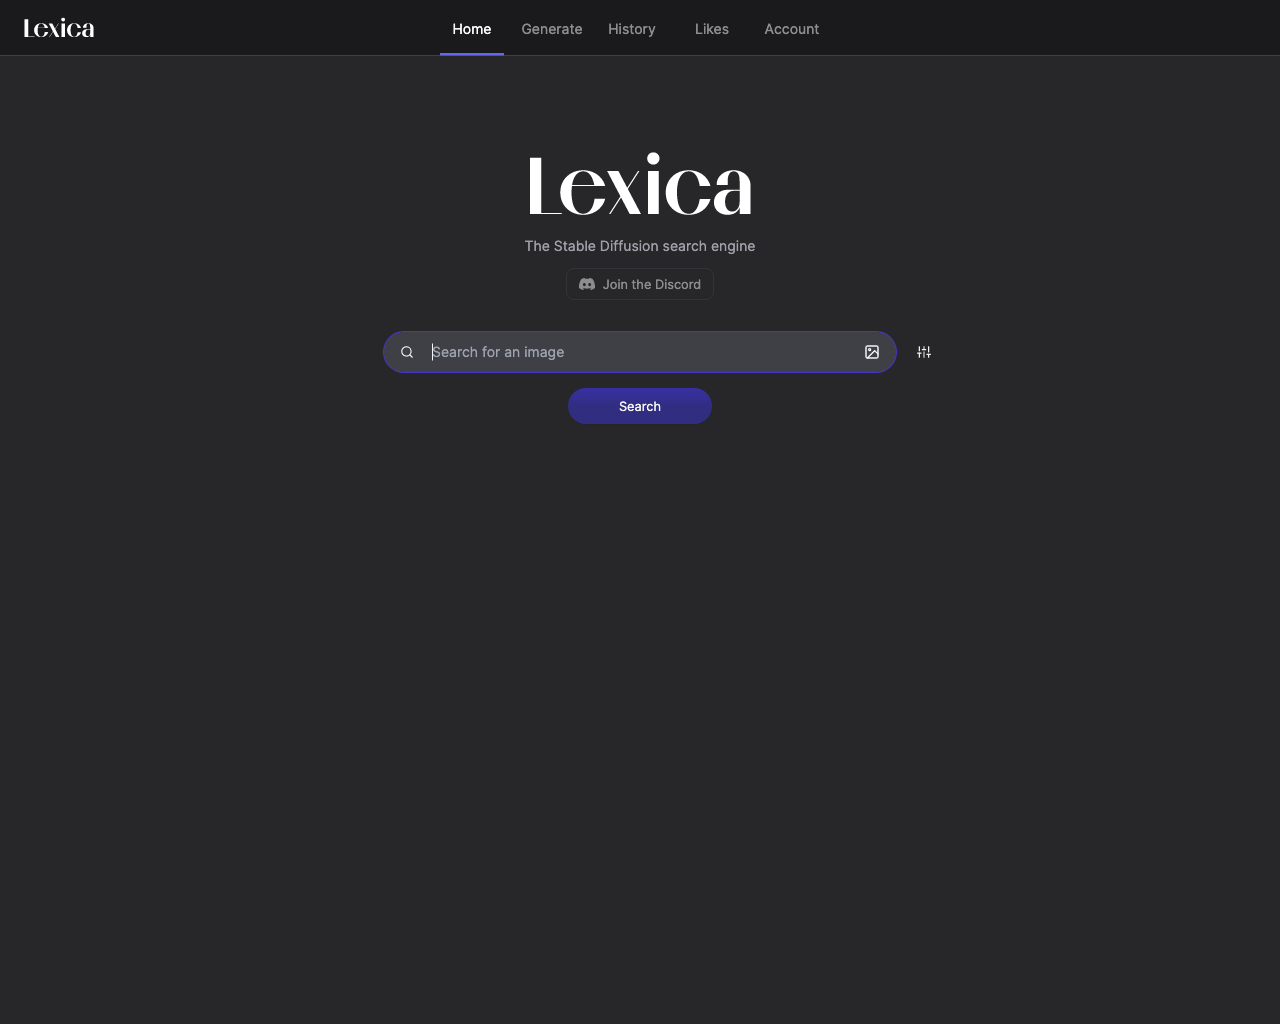 Lexica
Home Generate History Likes Account
Lexica
The Stable Diffusion search engine
Join the Discord
Search for an image
Search